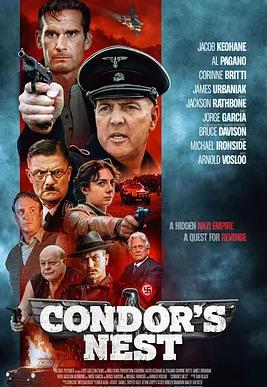 JACOB KEOHANE
AL PAGANO
CORINNE BRITTI
JAMES URBANIAK
JACKSON RATHBONE
JORGE GARCIA
BRUCE DAVISON
MICHAEL IRONSIDE
ARNOLD VOSLOO
A HIDDEN NAZI EMPIRE
A QUEST FOR REVENGE
CONDOR'S
NEST